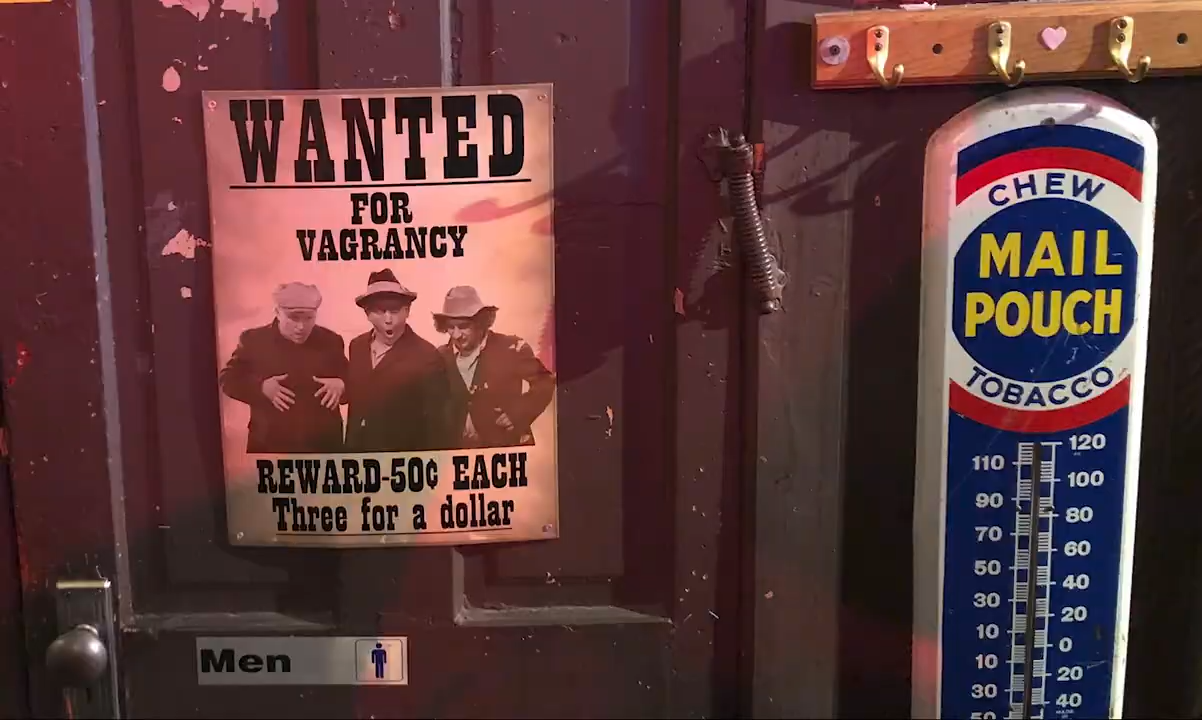 WANTED
FOR
VAGRANCY
REWARD-50¢ EACH
Three for a dollar
Men
CHEW
MAIL
POUCH
TOBACCO
120
110
100
90
80
70
60
50
40
30
20
10
0
10
20
30
40
50